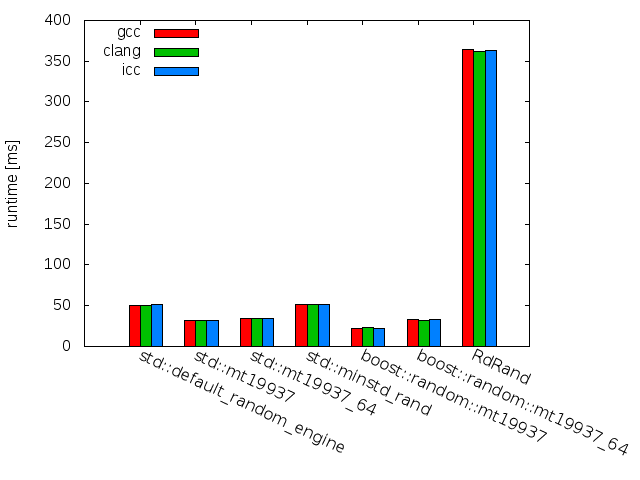 400
350
300
250
200
150
100
50
0
runtime [ms]
gcc
clang
icc
std::default_random_engine
std::mt19937
std::mt19937_64
std::minstd_rand
boost::random::mt19937
boost::random::mt19937_64
RdRand